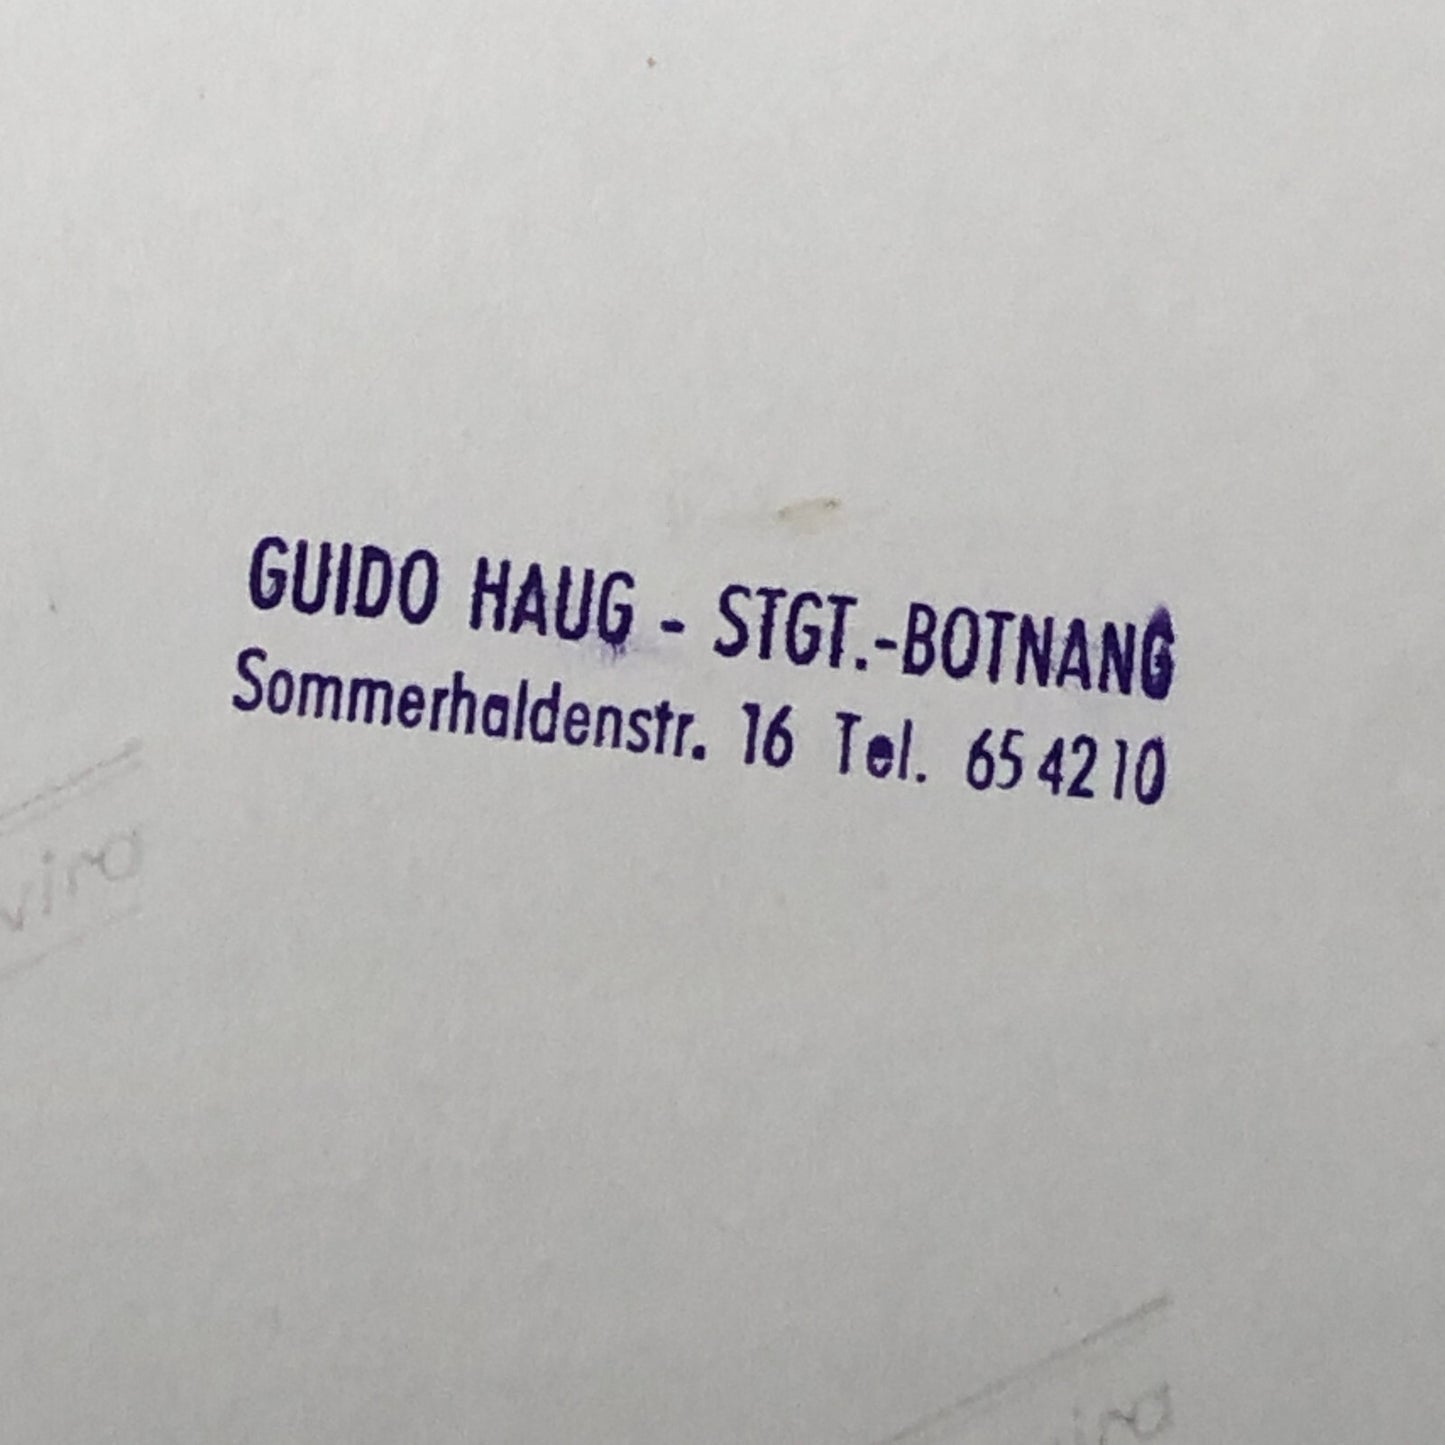 GUIDO HAUG - STGT.-BOTNANG
Sommerhaldenstr. 16 Tel. 654210